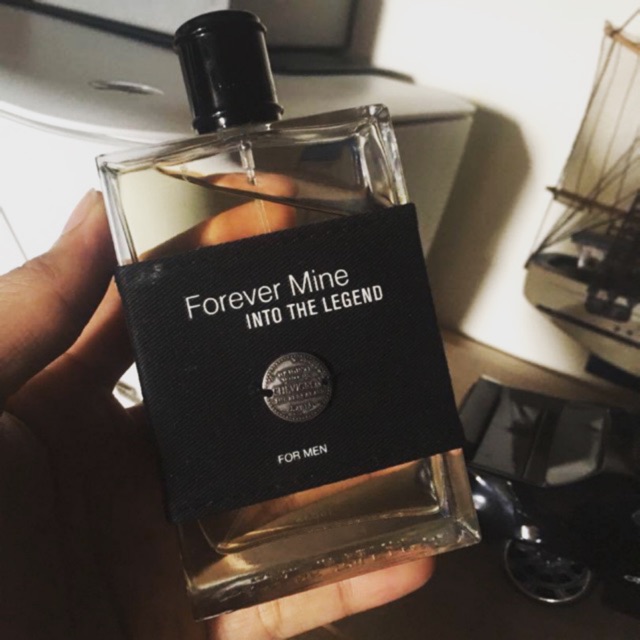 Forever Mine
INTO THE LEGEND
FOR MEN